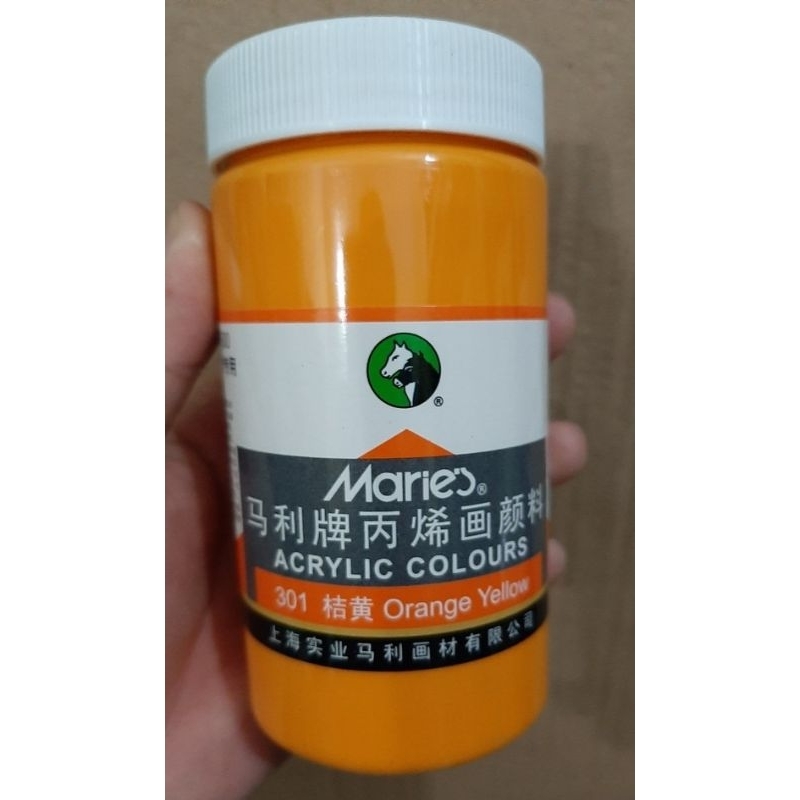 ®
Marie's®
马利牌丙烯画颜料
ACRYLIC COLOURS
301 桔黄 Orange Yellow
上海实业马利画材有限公司